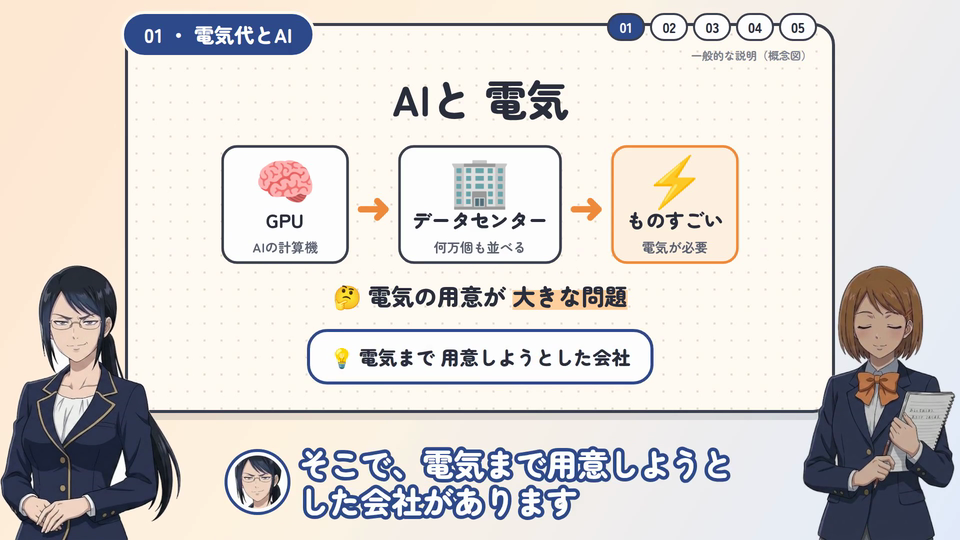 01 ・ 電気代とAI
01 02 03 04 05
一般的な説明（概念図）
AIと 電気
GPU
AIの計算機
データセンター
何万個も並べる
ものすごい
電気が必要
🤔 電気の用意が 大きな問題
💡 電気まで 用意しようとした会社
そこで、電気まで用意しようと
した会社があります